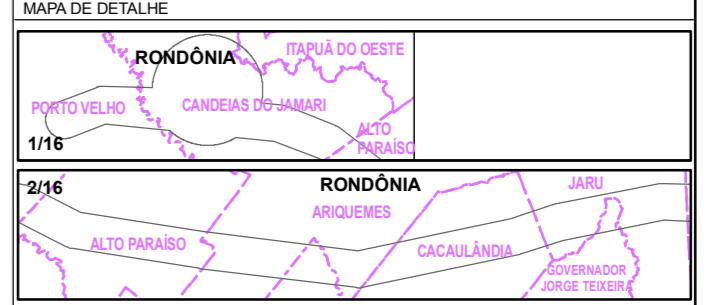 MAPA DE DETALHE
RONDÔNIA
ITAPUÃ DO OESTE
PORTO VELHO
CANDEIAS DO JAMARI
ALTO
PARAÍSO
1/16
2/16
RONDÔNIA
JARU
ARIQUEMES
ALTO PARAÍSO
CACAULÂNDIA
GOVERNADOR
JORGE TEIXEIRA